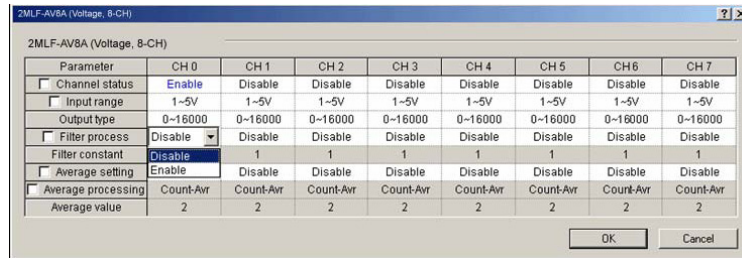 2MLF-AV8A (Voltage, 8-CH)
2MLF-AV8A (Voltage, 8-CH)
Parameter CH 0 CH 1 CH 2 CH 3 CH 4 CH 5 CH 6 CH 7
Channel status Enable Disable Disable Disable Disable Disable Disable Disable
Input range 1~5V 1~5V 1~5V 1~5V 1~5V 1~5V 1~5V 1~5V
Output type 0~16000 0~16000 0~16000 0~16000 0~16000 0~16000 0~16000 0~16000
Filter process Disable Disable Disable Disable Disable Disable Disable Disable
Filter constant Disable 1 1 1 1 1 1 1
Average setting Enable Disable Disable Disable Disable Disable Disable Disable
Average processing Count-Avr Count-Avr Count-Avr Count-Avr Count-Avr Count-Avr Count-Avr Count-Avr
Average value 2 2 2 2 2 2 2 2
OK Cancel